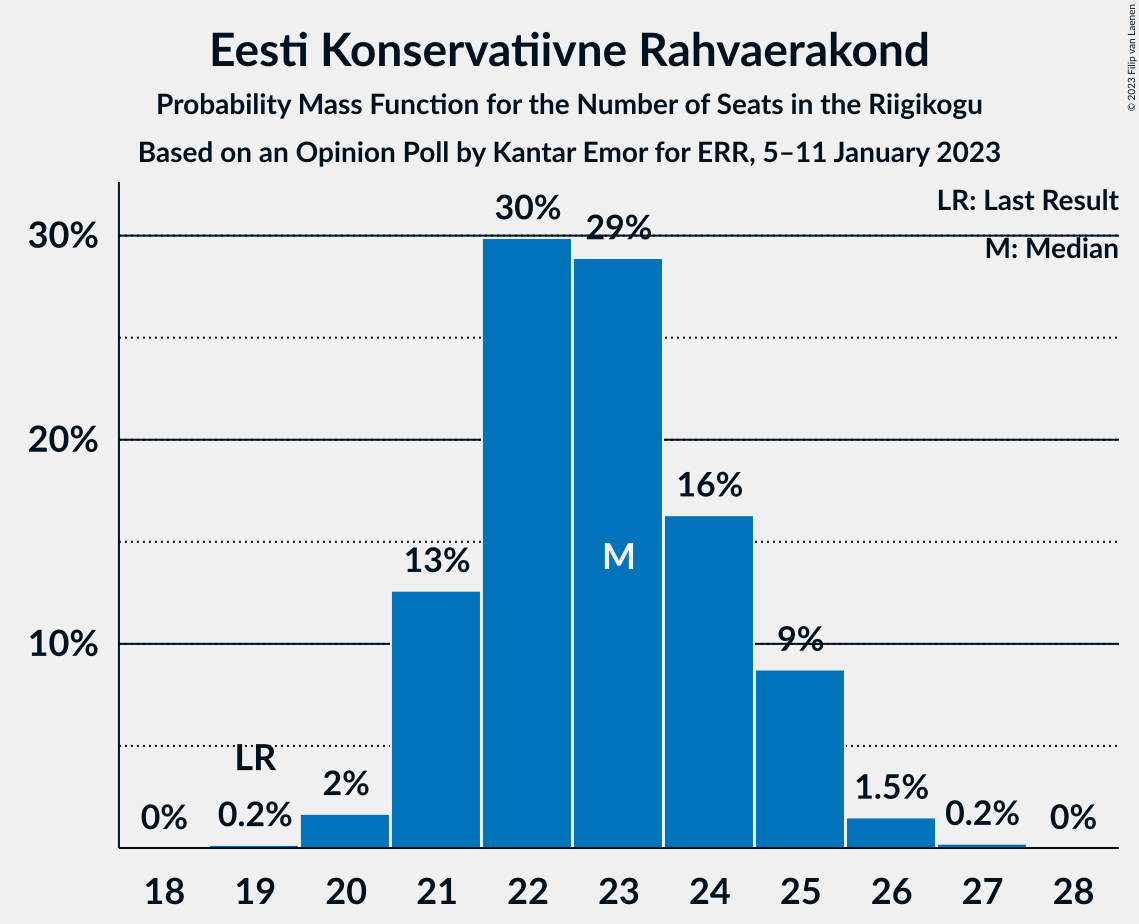 Eesti Konservatiivne Rahvaerakond
Probability Mass Function for the Number of Seats in the Riigikogu
Based on an Opinion Poll by Kantar Emor for ERR, 5–11 January 2023
© 2023 Filip van Laenen
LR: Last Result
M: Median
30%
20%
10%
0%
LR
0.2%
2%
13%
30%
29%
M
16%
9%
1.5%
0.2%
0%
18 19 20 21 22 23 24 25 26 27 28